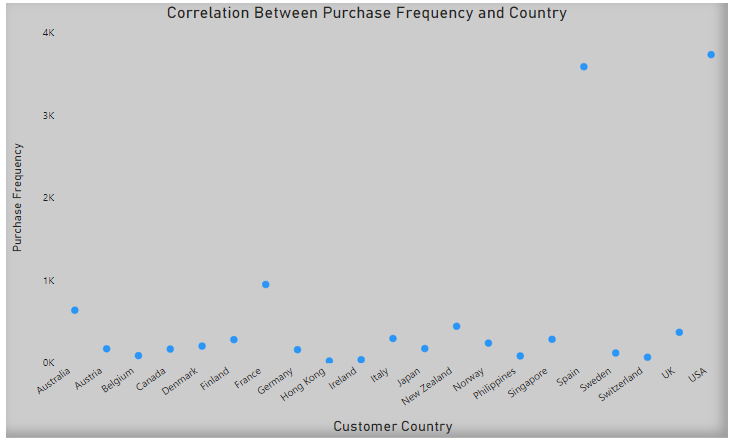 Correlation Between Purchase Frequency and Country
Purchase Frequency
4K
3K
2K
1K
0K
Australia
Austria
Belgium
Canada
Denmark
Finland
France
Germany
Hong Kong
Ireland
Italy
Japan
New Zealand
Norway
Philippines
Singapore
Spain
Sweden
Switzerland
UK
USA
Customer Country